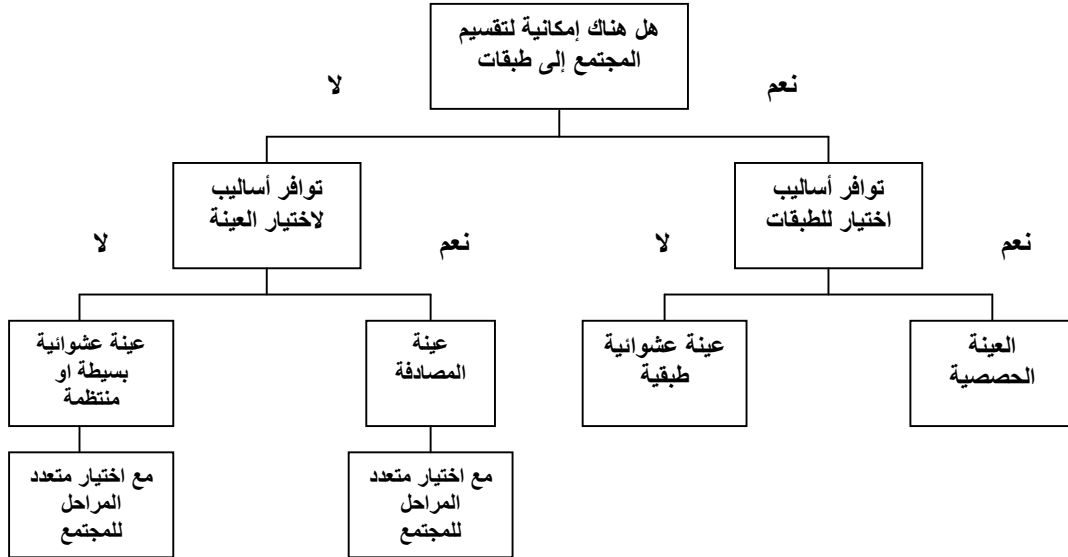 هل هناك إمكانية لتقسيم
المجتمع إلى طبقات
نعم
لا
توافر أساليب
اختيار للطبقات
توافر أساليب
لاختيار العينة
نعم
لا
نعم
لا
العينة
الحصصية
عينة عشوائية
طبقية
عينة
المصادفة
عينة عشوائية
بسيطة او
منتظمة
مع اختيار متعدد
المراحل
للمجتمع
مع اختيار متعدد
المراحل
للمجتمع